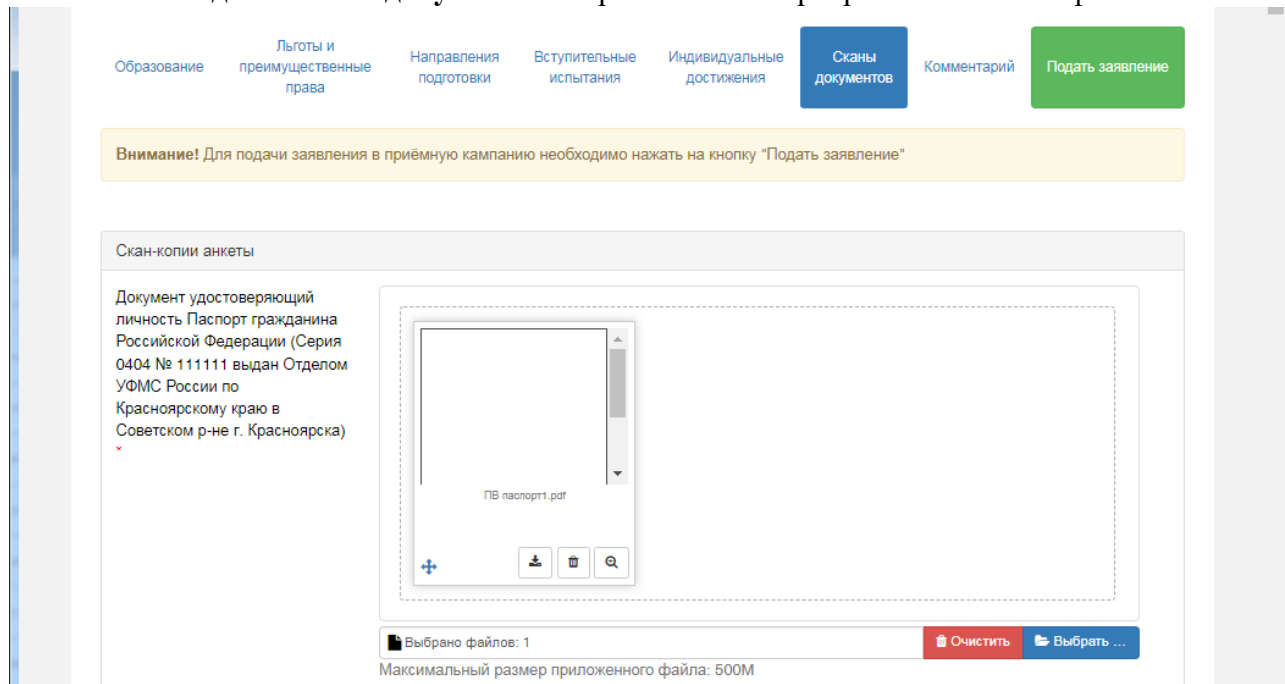 Образование
Льготы и
преимущественные
права
Направления
подготовки
Вступительные
испытания
Индивидуальные
достижения
Сканы
документов
Комментарий
Подать заявление
Внимание! Для подачи заявления в приёмную кампанию необходимо нажать на кнопку "Подать заявление"
Скан-копии анкеты
Документ удостоверяющий
личность Паспорт гражданина
Российской Федерации (Серия
0404 № 111111 выдан Отделом
УФМС России по
Красноярскому краю в
Советском р-не г. Красноярска)
*
ПВ паспорт1.pdf
Выбрано файлов: 1
Очистить
Выбрать ...
Максимальный размер приложенного файла: 500M